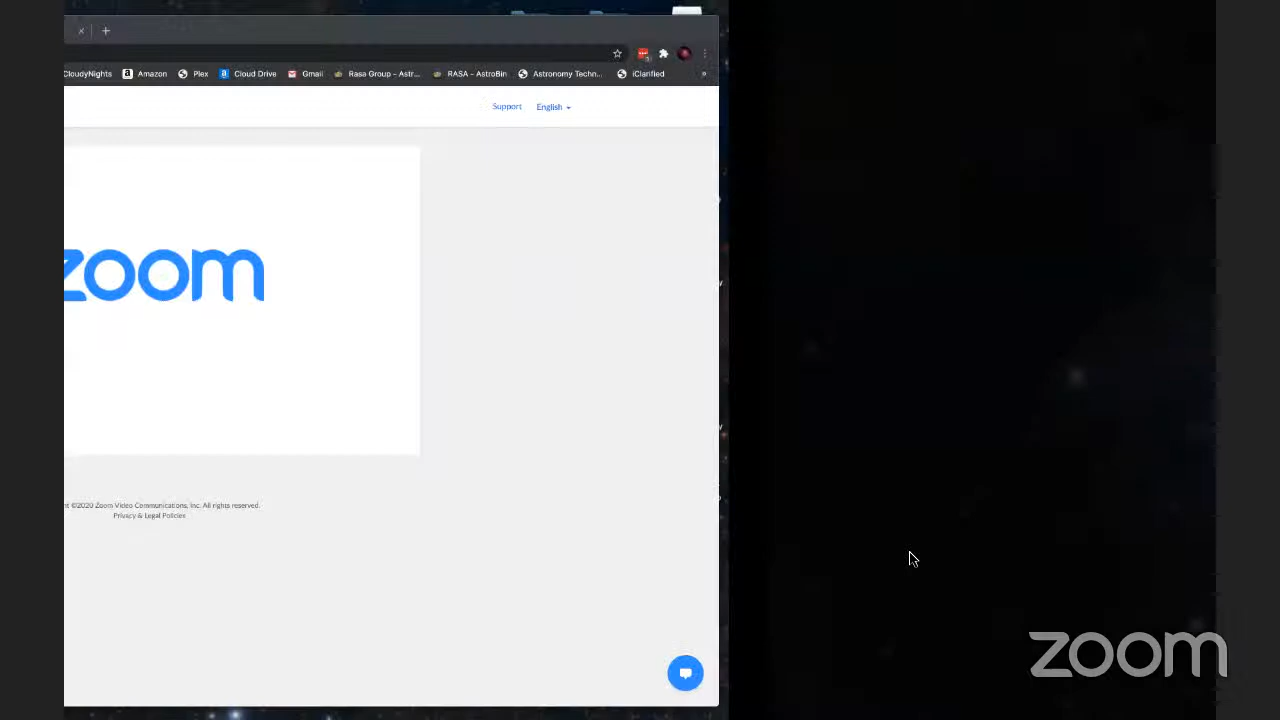 CloudyNights Amazon Plex Cloud Drive Gmail Rasa Group - Astr... RASA - AstroBin Astronomy Techn... iClarified »
Support English
zoom
©2020 Zoom Video Communications, Inc. All rights reserved.
Privacy & Legal Policies
zoom